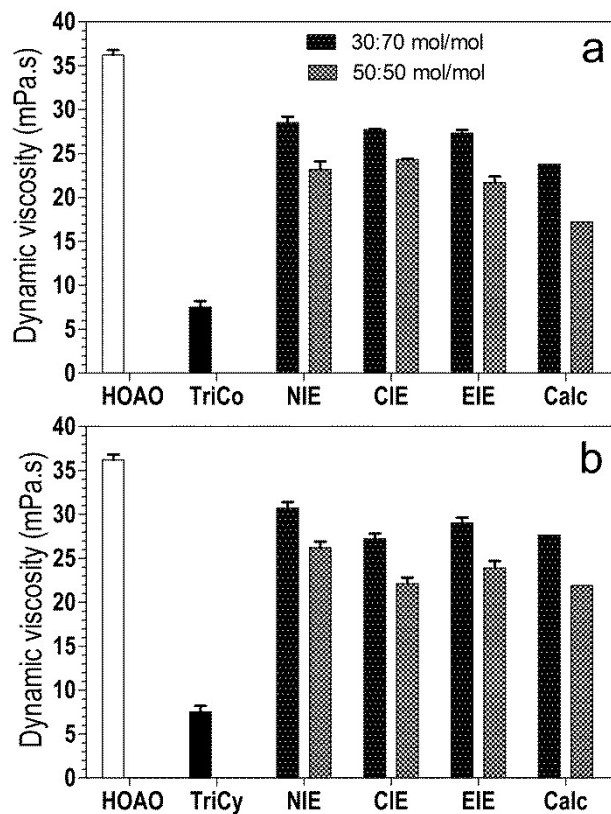 40
35
30
25
20
15
10
5
0
Dynamic viscosity (mPa.s)
30:70 mol/mol
50:50 mol/mol
a
HOAO TriCo NIE CIE EIE Calc
40
35
30
25
20
15
10
5
0
Dynamic viscosity (mPa.s)
b
HOAO TriCy NIE CIE EIE Calc